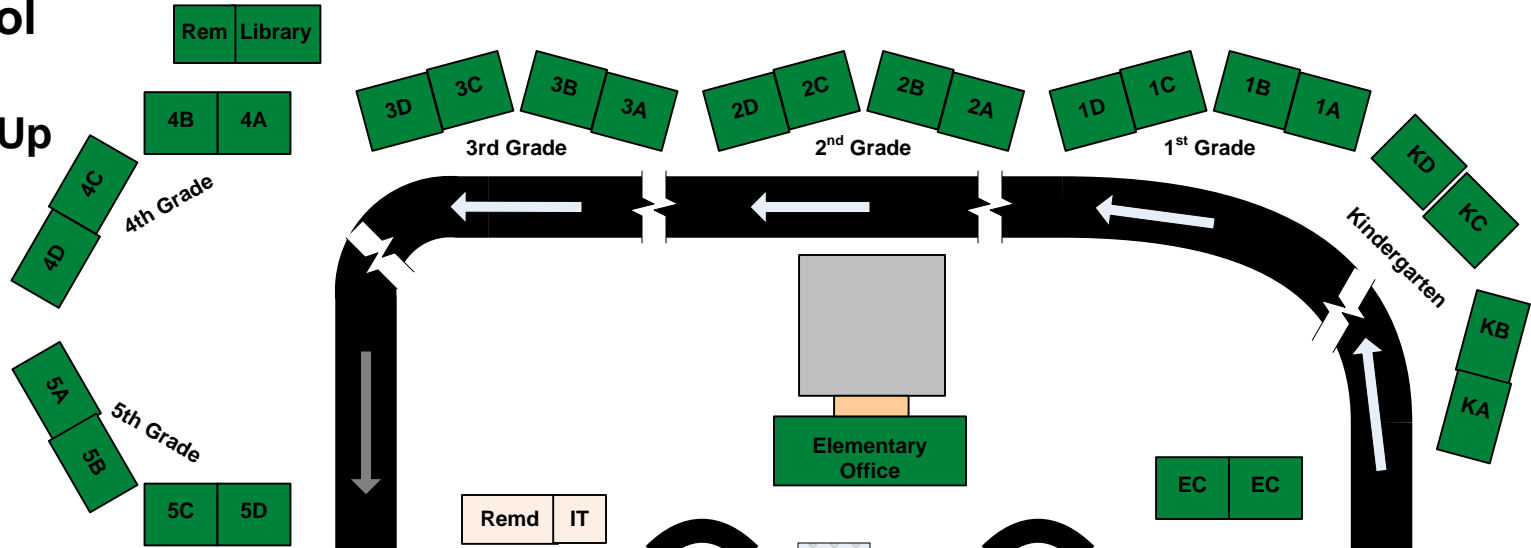 ol
Up
Rem Library
4B 4A
4C
4D
4th Grade
5A
5B
5th Grade
5C 5D
3D 3C 3B 3A
3rd Grade
2D 2C 2B 2A
2nd Grade
1D 1C 1B 1A
1st Grade
KD
KC
Kindergarten
KB
KA
Elementary
Office
EC EC
Remd IT